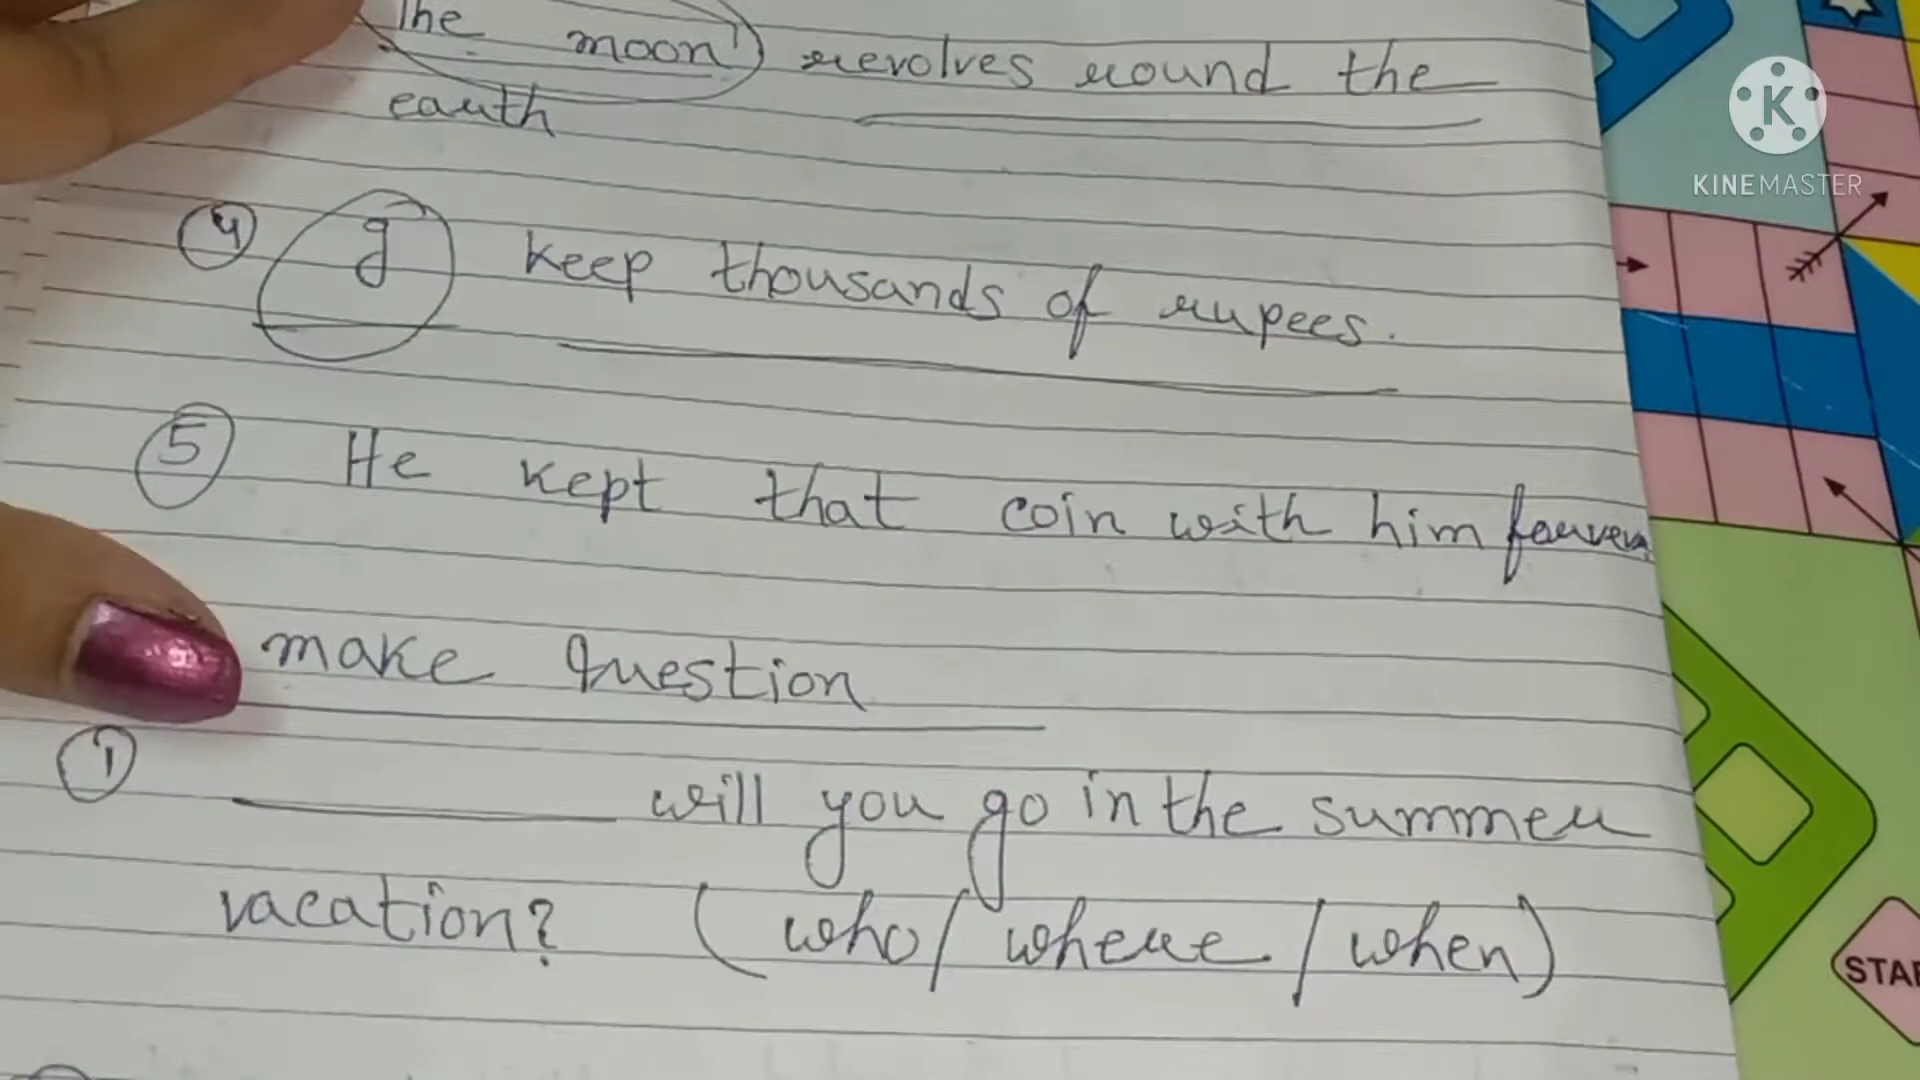 The moon revolves round the
earth
④ I keep thousands of rupees.
⑤ He kept that coin with him forever.
make Question
① ______ will you go in the summer
vacation? (who/where/when)
K
KINEMASTER
STAR